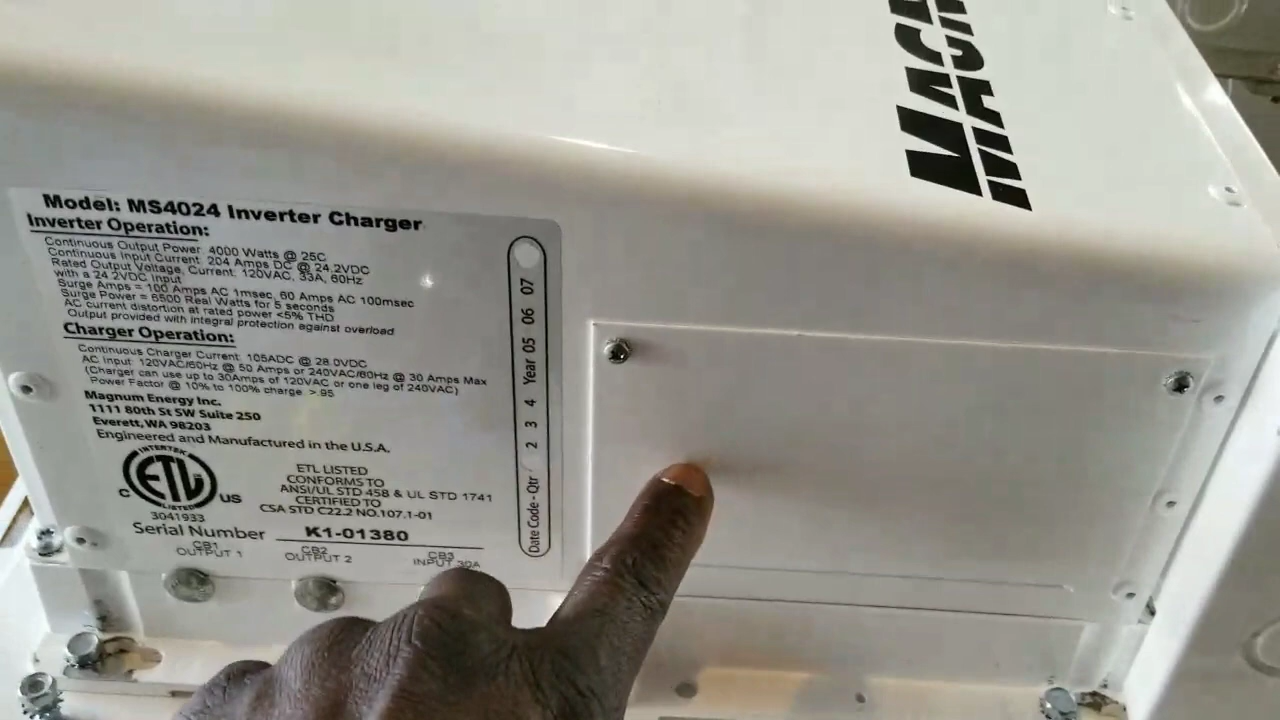 MAG
Model: MS4024 Inverter Charger
Inverter Operation:
Continuous Output Power: 4000 Watts @ 25C
Continuous Input Current: 204 Amps DC @ 24.2VDC
Rated Output Voltage, Current: 120VAC, 33A, 60Hz
with a 24.2VDC Input
Surge Amps = 100 Amps AC 1msec, 60 Amps AC 100msec
Surge Power = 6500 Real Watts for 5 seconds
AC current distortion at rated power <5% THD
Output provided with integral protection against overload
Charger Operation:
Continuous Charger Current: 105ADC @ 28.0VDC
AC Input: 120VAC/60Hz @ 50 Amps or 240VAC/60Hz @ 30 Amps Max
(Charger can use up to 30Amps of 120VAC or one leg of 240VAC)
Power Factor @ 10% to 100% charge >.95
Magnum Energy Inc.
1111 80th St SW Suite 250
Everett, WA 98203
Engineered and Manufactured in the U.S.A.
INTERTEK
ETL
LISTED
C US
3041933
ETL LISTED
CONFORMS TO
ANSI/UL STD 458 & UL STD 1741
CERTIFIED TO
CSA STD C22.2 NO.107.1-01
Serial Number K1-01380
CB1 CB2 CB3
OUTPUT 1 OUTPUT 2 INPUT 30A
Date Code - Qtr 2 3 4 Year 05 06 07